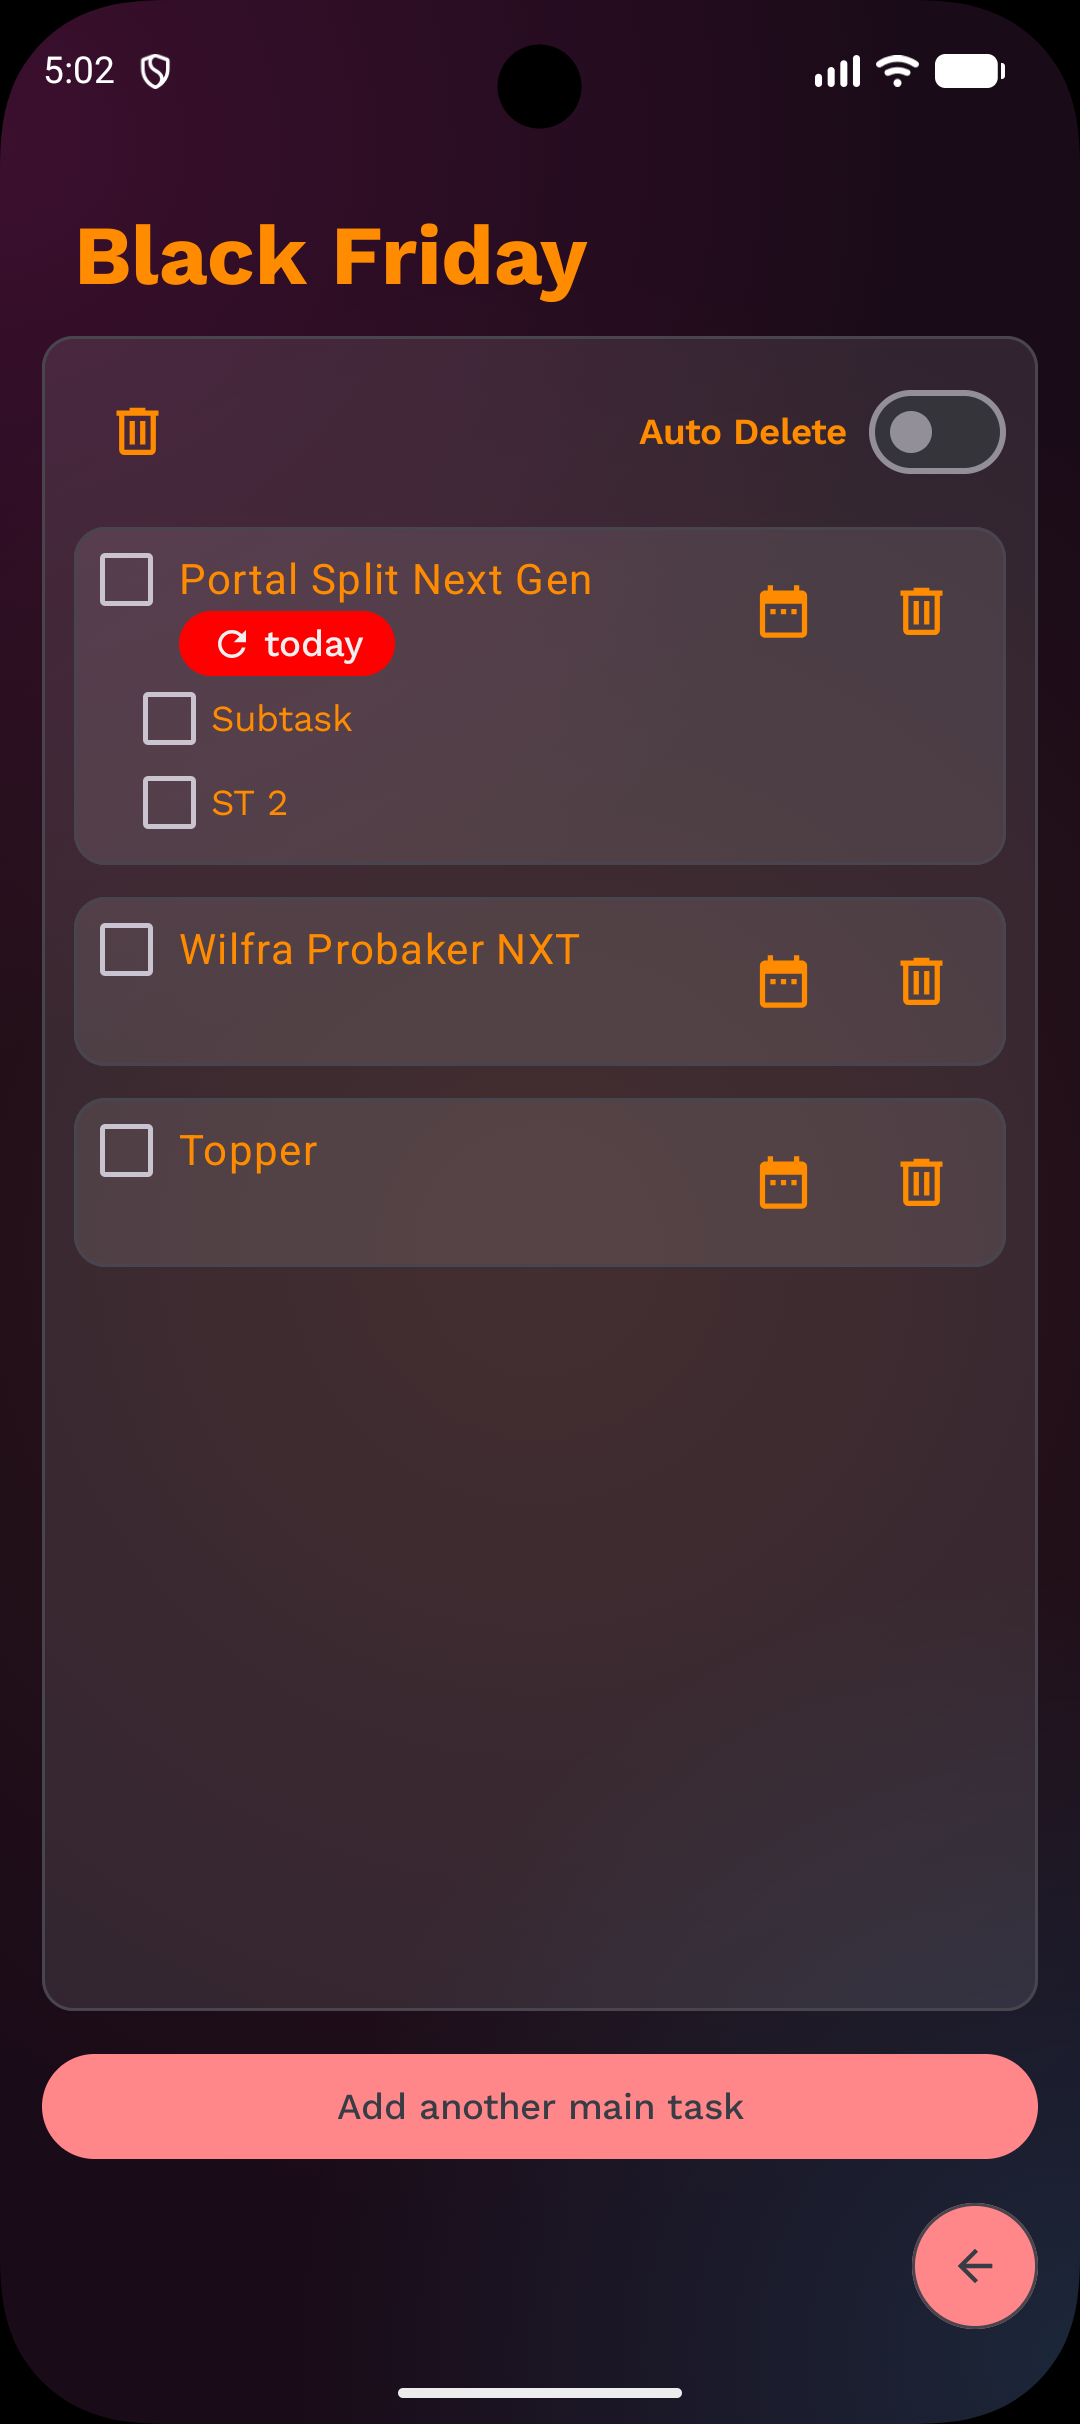 5:02
Black Friday
Auto Delete
Portal Split Next Gen
today
Subtask
ST 2
Wilfra Probaker NXT
Topper
Add another main task